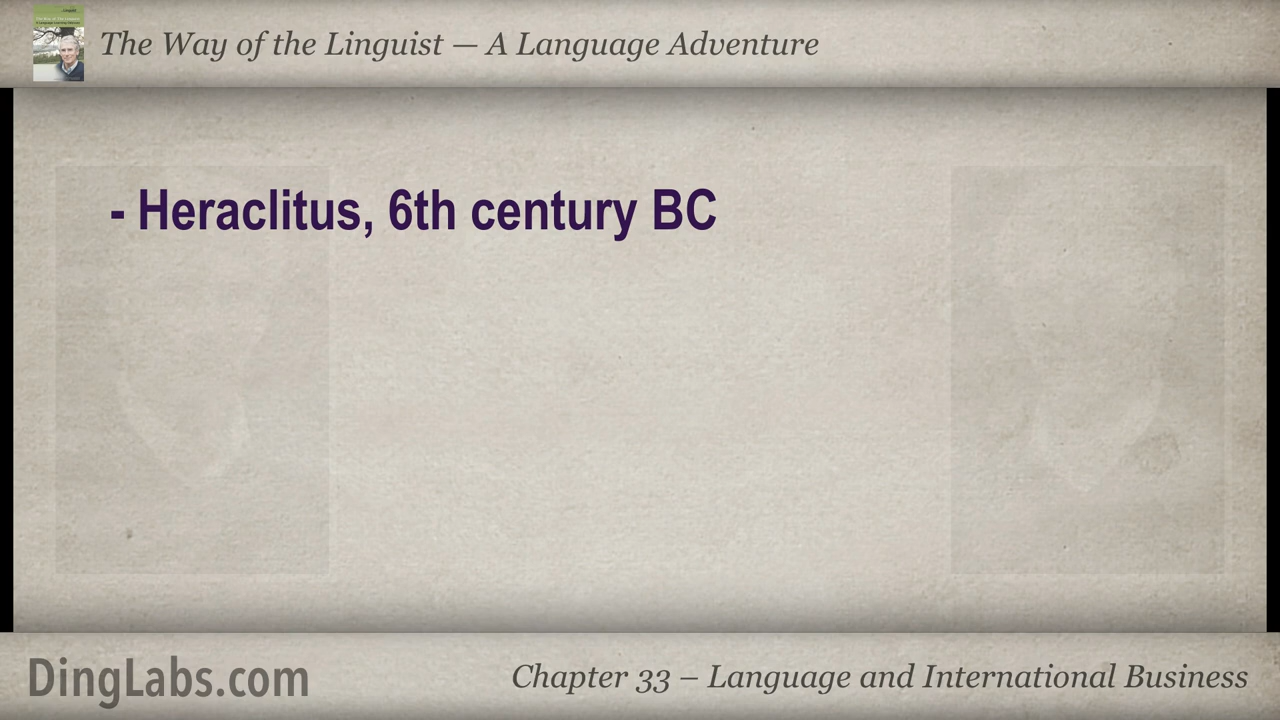 The Way of the Linguist — A Language Adventure
- Heraclitus, 6th century BC
DingLabs.com
Chapter 33 – Language and International Business